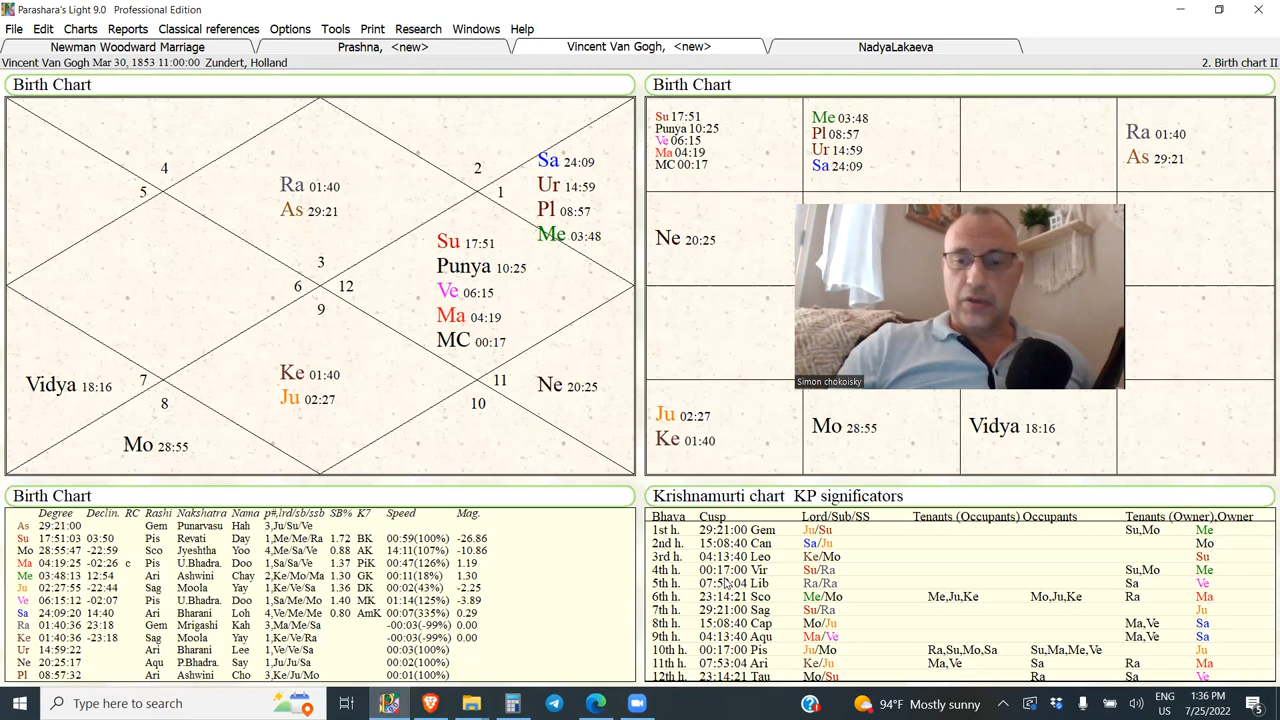 Parashara's Light 9.0   Professional Edition
File Edit Charts Reports Classical references Options Tools Print Research Windows Help
Newman Woodward Marriage
Prashna, <new>
Vincent Van Gogh, <new>
NadyaLakaeva
Vincent Van Gogh Mar 30, 1853 11:00:00 Zundert, Holland
2. Birth chart II
Birth Chart
4
5
Ra 01:40
As 29:21
2
1
Sa 24:09
Ur 14:59
Pl 08:57
Me 03:48
Su 17:51
Punya 10:25
Ve 06:15
Ma 04:19
MC 00:17
3
6
12
9
Vidya 18:16
7
8
Mo 28:55
Ke 01:40
Ju 02:27
11
10
Ne 20:25
Birth Chart
Su 17:51
Punya 10:25
Ve 06:15
Ma 04:19
MC 00:17
Me 03:48
Pl 08:57
Ur 14:59
Sa 24:09
Ra 01:40
As 29:21
Ne 20:25
Simon chokoisky
Ju 02:27
Ke 01:40
Mo 28:55
Vidya 18:16
Birth Chart
Degree Declin. RC Rashi Nakshatra Nama p#,lrd/sb/ssb SB% K7 Speed Mag.
As 29:21:00 Gem Punarvasu Hah 3,Ju/Su/Ve
Su 17:51:03 03:50 Pis Revati Day 1,Me/Me/Ra 1.72 BK 00:59(100%) -26.86
Mo 28:55:47 -22:59 Sco Jyeshtha Yoo 4,Me/Sa/Ve 0.88 AK 14:11(107%) -10.86
Ma 04:19:25 -02:26 c Pis U.Bhadra. Doo 1,Sa/Sa/Ve 1.37 PiK 00:47(126%) 1.19
Me 03:48:13 12:54 Ari Ashwini Chay 2,Ke/Mo/Ma 1.30 GK 00:11(18%) 1.30
Ju 02:27:55 -22:44 Sag Moola Yay 1,Ke/Ve/Sa 1.36 DK 00:02(43%) -2.25
Ve 06:15:12 -02:07 Pis U.Bhadra. Doo 1,Sa/Me/Mo 1.40 MK 01:14(125%) -3.89
Sa 24:09:20 14:40 Ari Bharani Loh 4,Ve/Me/Me 0.80 AmK 00:07(335%) 0.29
Ra 01:40:36 23:18 Gem Mrigashi Kah 3,Ma/Me/Sa -00:03(-99%) 0.00
Ke 01:40:36 -23:18 Sag Moola Yay 1,Ke/Ve/Ra -00:03(-99%) 0.00
Ur 14:59:22 Ari Bharani Lee 1,Ve/Ve/Sa 00:03(100%)
Ne 20:25:17 Aqu P.Bhadra. Say 1,Ju/Ju/Sa 00:02(100%)
Pl 08:57:32 Ari Ashwini Cho 3,Ke/Ju/Mo 00:01(100%)
Krishnamurti chart   KP significators
Bhava Cusp Lord/Sub/SS Tenants (Occupants) Occupants Tenants (Owner),Owner
1st h. 29:21:00 Gem Ju/Su Su,Mo Me
2nd h. 15:08:40 Can Sa/Ju Mo
3rd h. 04:13:40 Leo Ke/Mo Su
4th h. 00:17:00 Vir Su/Ra Su,Mo Me
5th h. Lib Ra/Ra Sa Ve
6th h. 23:14:21 Sco Me/Mo Me,Ju,Ke Mo,Ju,Ke Ra Ma
7th h. 29:21:00 Sag Su/Ra Ju
8th h. 15:08:40 Cap Mo/Ju Ma,Ve Sa
9th h. 04:13:40 Aqu Ma/Ve Ma,Ve Sa
10th h. 00:17:00 Pis Ju/Mo Ra,Su,Mo,Sa Su,Ma,Me,Ve Ju
11th h. 07:53:04 Ari Ke/Ju Ma,Ve Sa Ra Ma
12th h. 23:14:21 Tau Mo/Su Ra Sa Ve
Type here to search
94°F Mostly sunny
ENG
US
1:36 PM
7/25/2022